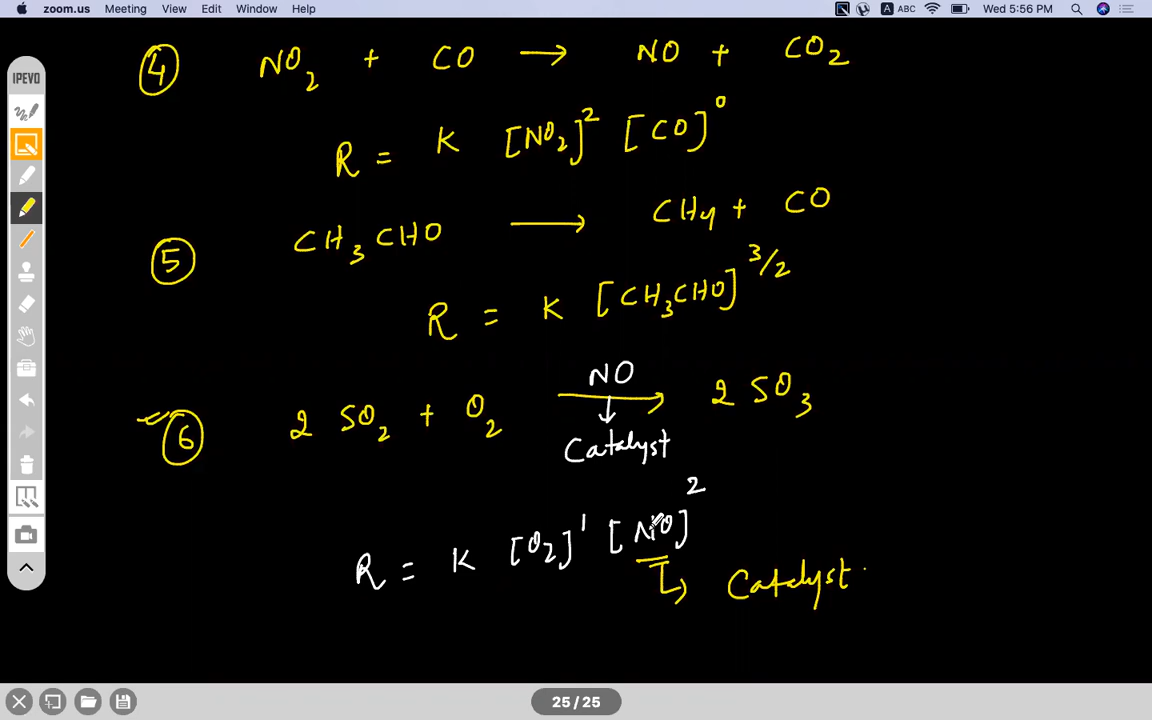 zoom.us Meeting View Edit Window Help A ABC Wed 5:56 PM
IPEVO
④ NO₂ + CO → NO + CO₂
R = K [NO₂]² [CO]⁰
⑤ CH₃CHO → CH₄ + CO
R = K [CH₃CHO]^3/2
NO
⑥ 2 SO₂ + O₂ → 2 SO₃
↓
Catalyst
R = K [O₂]¹ [NO]²
↳ Catalyst
25/25